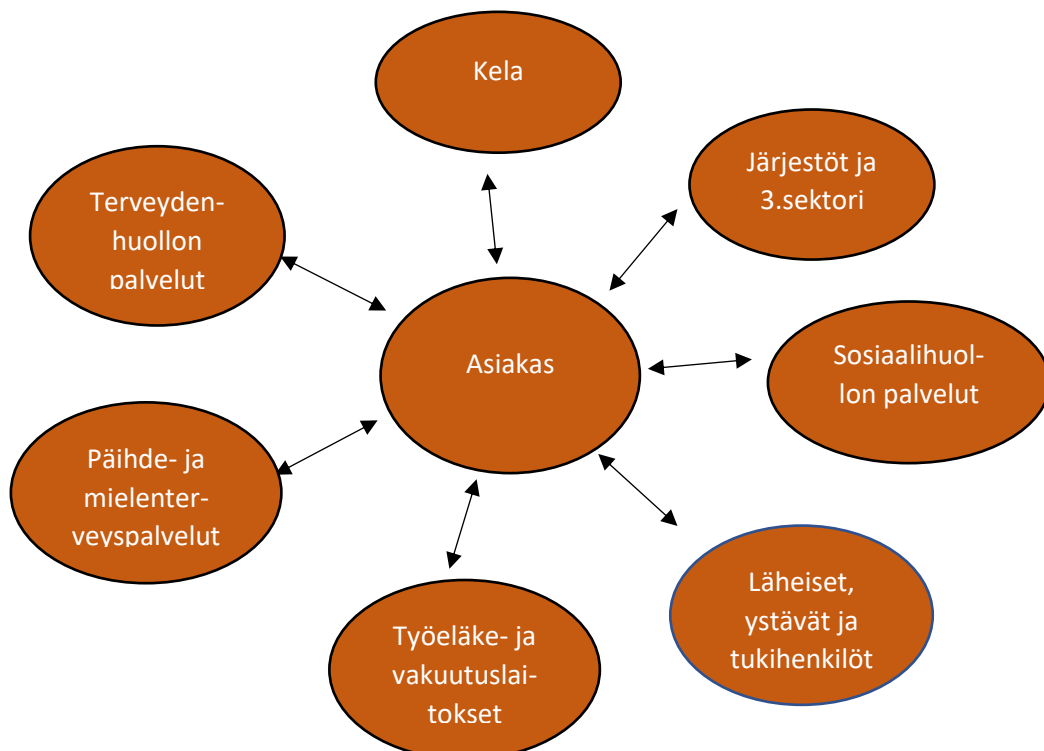 Kela
Järjestöt ja
3.sektori
Terveyden-
huollon
palvelut
Asiakas
Sosiaalihuol-
lon palvelut
Päihde- ja
mielenter-
veyspalvelut
Läheiset,
ystävät ja
tukihenkilöt
Työeläke- ja
vakuutuslai-
tokset